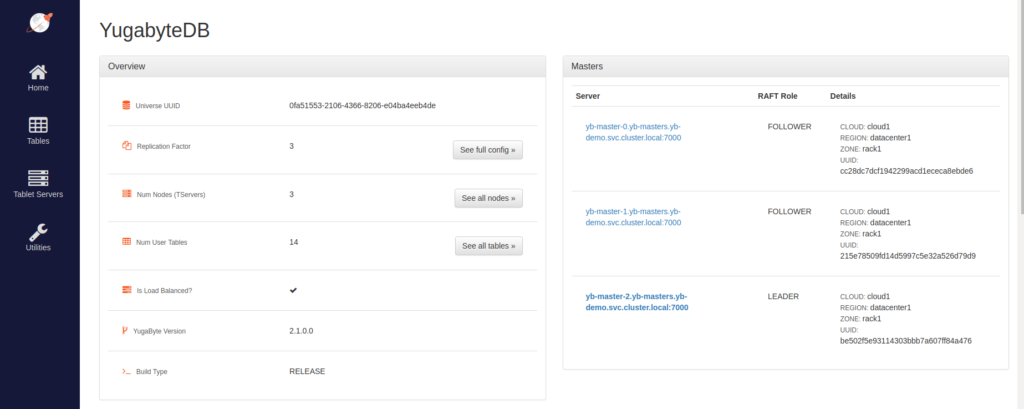 YugabyteDB
Home
Tables
Tablet Servers
Utilities
Overview
Universe UUID 0fa51553-2106-4366-8206-e04ba4eeb4de
Replication Factor 3 See full config »
Num Nodes (TServers) 3 See all nodes »
Num User Tables 14 See all tables »
Is Load Balanced? ✔
YugaByte Version 2.1.0.0
Build Type RELEASE
Masters
Server RAFT Role Details
yb-master-0.yb-masters.yb-
demo.svc.cluster.local:7000
FOLLOWER
CLOUD: cloud1
REGION: datacenter1
ZONE: rack1
UUID:
cc28dc7dcf1942299acd1ececa8ebde6
yb-master-1.yb-masters.yb-
demo.svc.cluster.local:7000
FOLLOWER
CLOUD: cloud1
REGION: datacenter1
ZONE: rack1
UUID:
215e78509fd14d5997c5e32a526d79d9
yb-master-2.yb-masters.yb-
demo.svc.cluster.local:7000
LEADER
CLOUD: cloud1
REGION: datacenter1
ZONE: rack1
UUID:
be502f5e93114303bbb7a607ff84a476